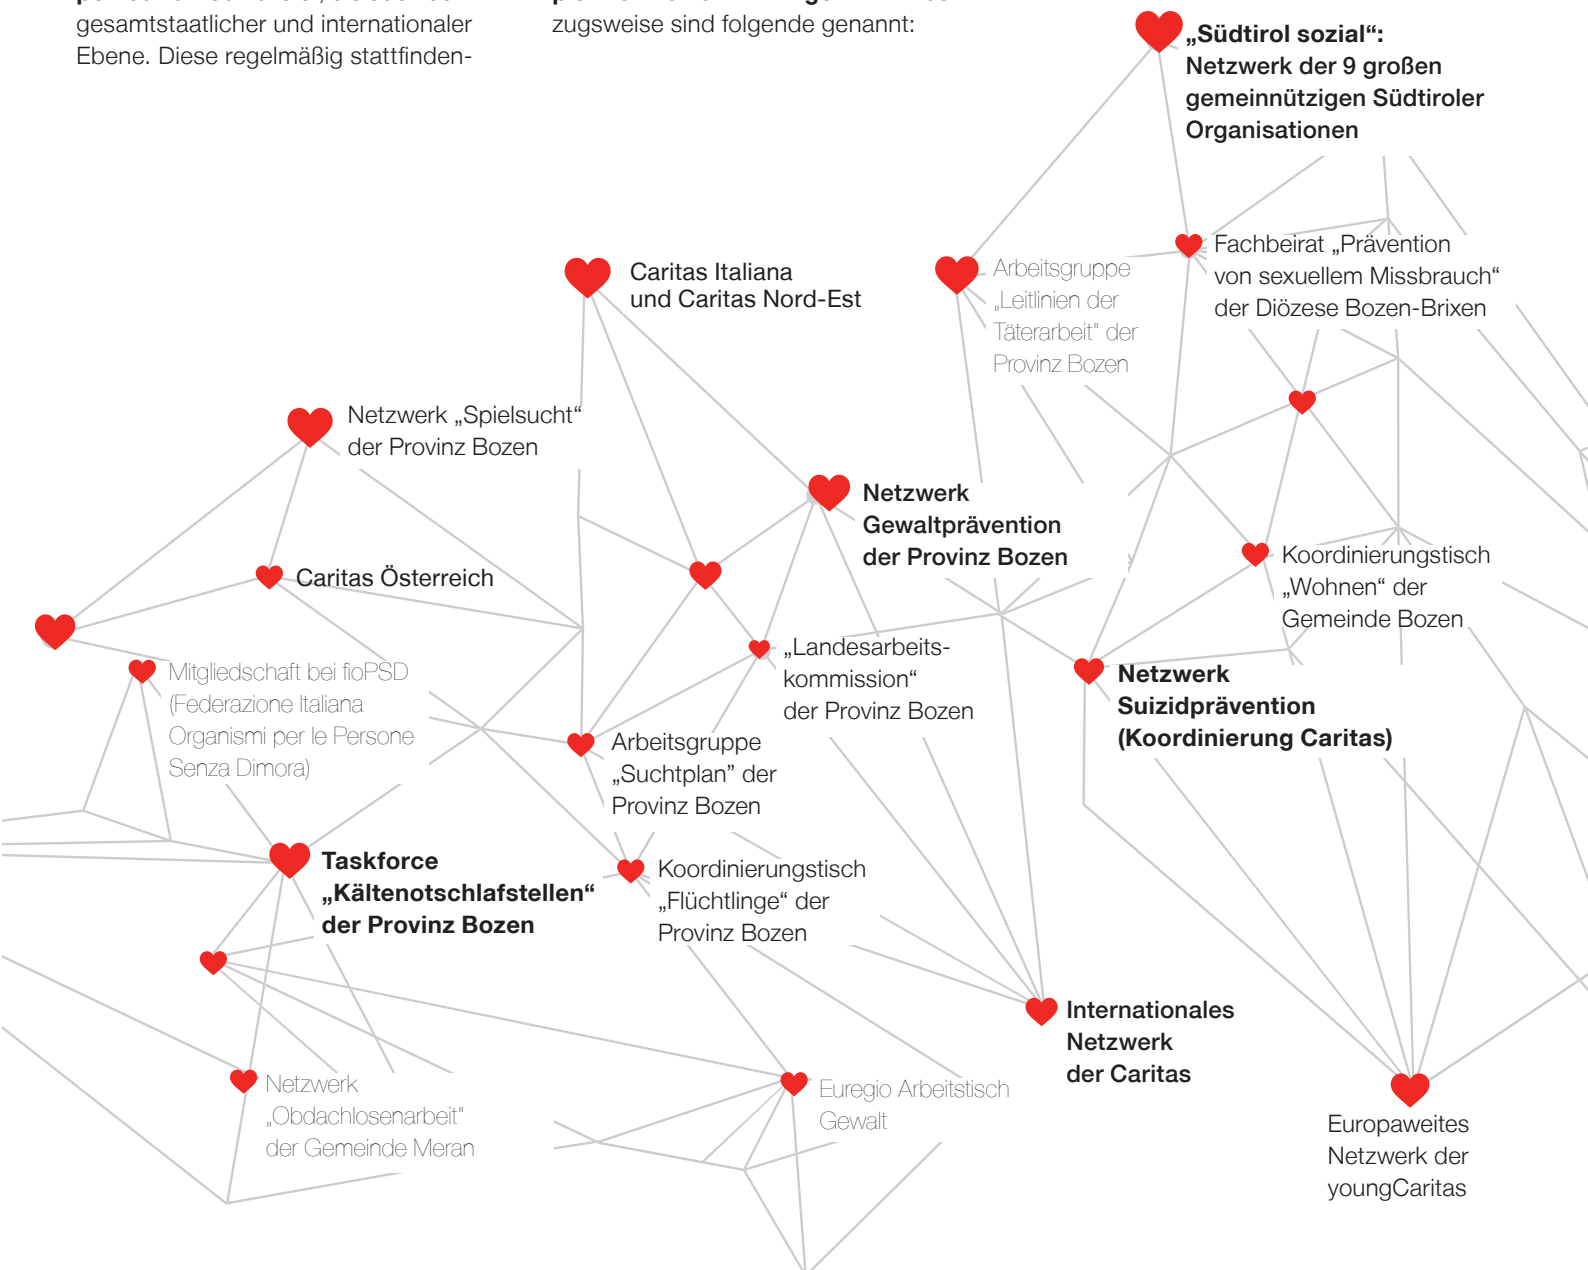 gesamtstaatlicher und internationaler
Ebene. Diese regelmäßig stattfinden-
zugsweise sind folgende genannt:
„Südtirol sozial“:
Netzwerk der 9 großen
gemeinnützigen Südtiroler
Organisationen
Fachbeirat „Prävention
von sexuellem Missbrauch“
der Diözese Bozen-Brixen
Arbeitsgruppe
„Leitlinien der
Täterarbeit“ der
Provinz Bozen
Caritas Italiana
und Caritas Nord-Est
Netzwerk „Spielsucht“
der Provinz Bozen
Netzwerk
Gewaltprävention
der Provinz Bozen
Caritas Österreich
Koordinierungstisch
„Wohnen“ der
Gemeinde Bozen
„Landesarbeits-
kommission“
der Provinz Bozen
Mitgliedschaft bei fioPSD
(Federazione Italiana
Organismi per le Persone
Senza Dimora)
Netzwerk
Suizidprävention
(Koordinierung Caritas)
Arbeitsgruppe
„Suchtplan” der
Provinz Bozen
Taskforce
„Kältenotschlafstellen“
der Provinz Bozen
Koordinierungstisch
„Flüchtlinge“ der
Provinz Bozen
Internationales
Netzwerk
der Caritas
Netzwerk
„Obdachlosenarbeit“
der Gemeinde Meran
Euregio Arbeitstisch
Gewalt
Europaweites
Netzwerk der
youngCaritas